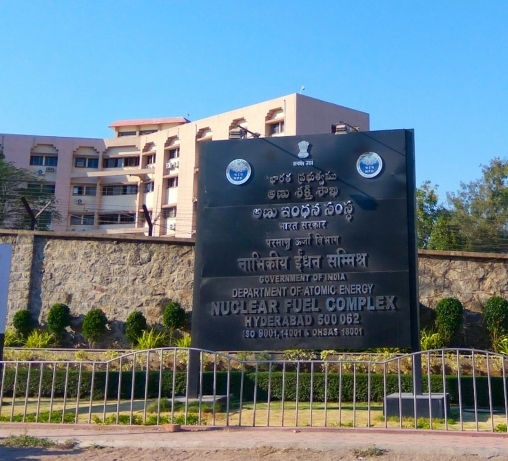 భారత ప్రభుత్వము
అణు శక్తి శాఖ
అణు ఇంధన సంస్థ
भारत सरकार
परमाणु ऊर्जा विभाग
नाभिकीय ईंधन सम्मिश्र
GOVERNMENT OF INDIA
DEPARTMENT OF ATOMIC ENERGY
NUCLEAR FUEL COMPLEX
HYDERABAD 500 062
ISO 9001,14001 & OHSAS 18001